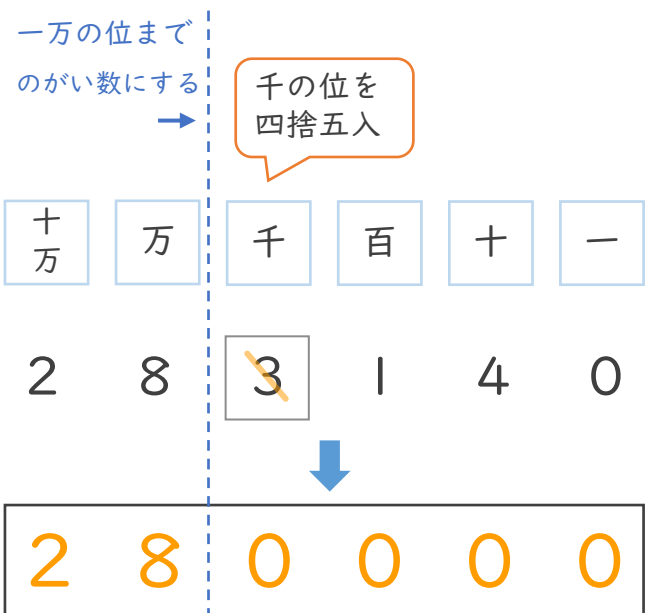 一万の位まで
のがい数にする
千の位を
四捨五入
十万 万 千 百 十 一
2 8 3 1 4 0
2 8 0 0 0 0